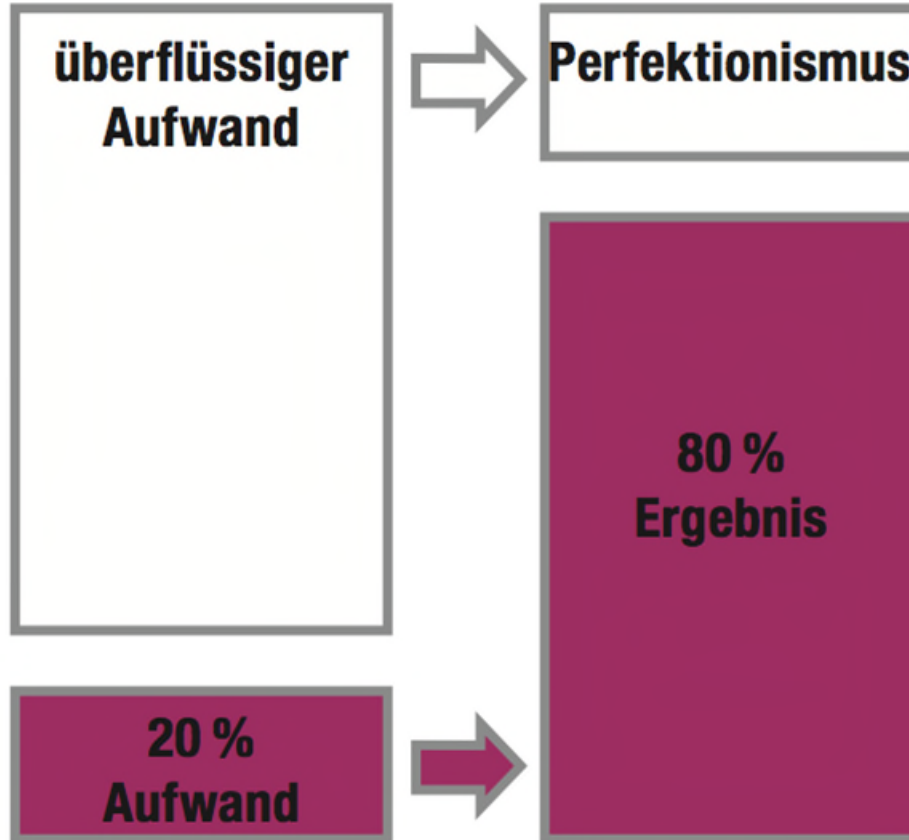 überflüssiger
Aufwand
Perfektionismus
80 %
Ergebnis
20 %
Aufwand